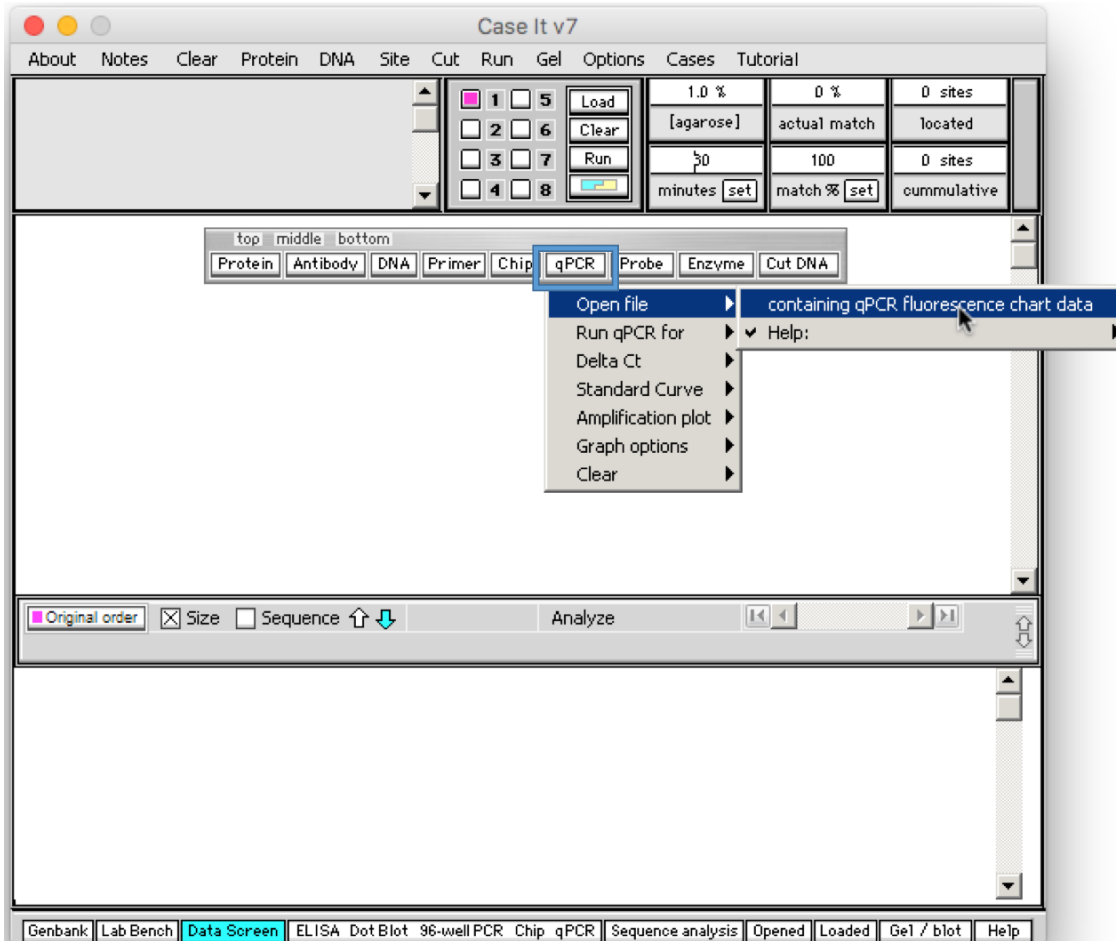 Case It v7
About Notes Clear Protein DNA Site Cut Run Gel Options Cases Tutorial
1 5 Load 1.0 % 0 % 0 sites
2 6 Clear [agarose] actual match located
3 7 Run 30 100 0 sites
4 8 minutes set match % set cummulative
top middle bottom
Protein Antibody DNA Primer Chip qPCR Probe Enzyme Cut DNA
Open file containing qPCR fluorescence chart data
Run qPCR for Help:
Delta Ct
Standard Curve
Amplification plot
Graph options
Clear
Original order Size Sequence Analyze
Genbank Lab Bench Data Screen ELISA Dot Blot 96-well PCR Chip qPCR Sequence analysis Opened Loaded Gel / blot Help